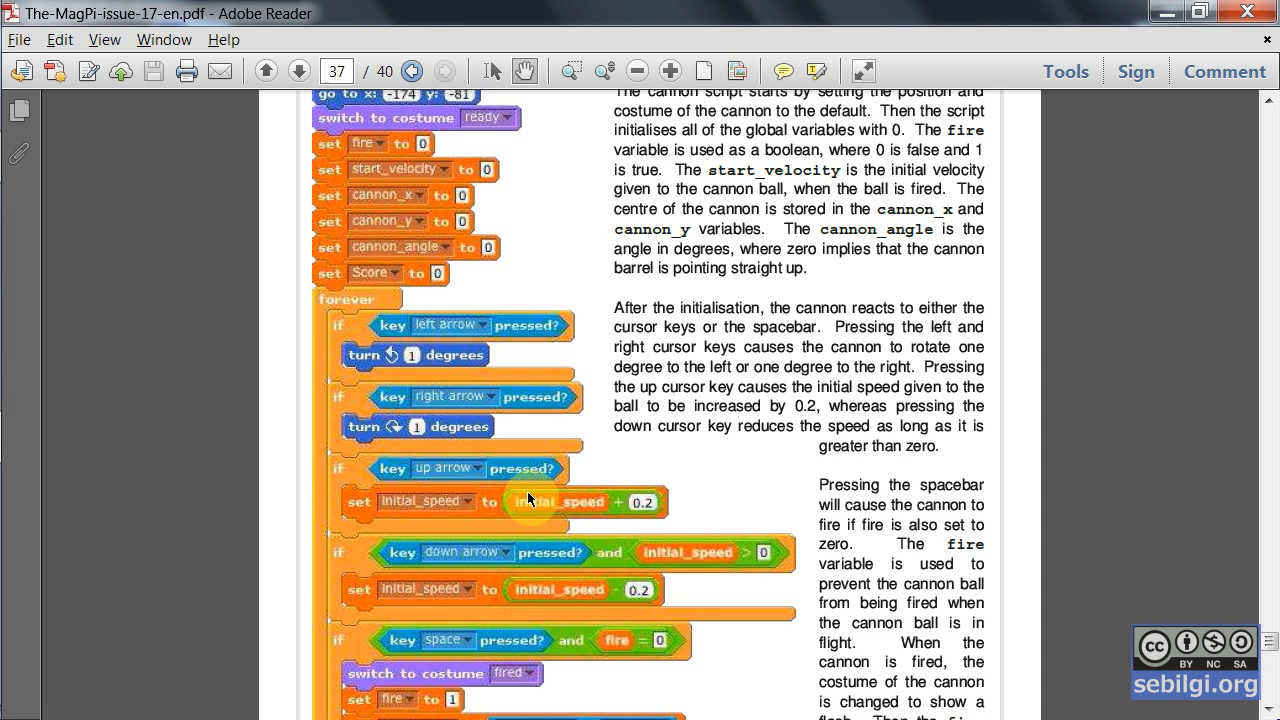 The-MagPi-issue-17-en.pdf - Adobe Reader
File Edit View Window Help
37 / 40
Tools Sign Comment
go to x: -174 y: -81
switch to costume ready
set fire to 0
set start_velocity to 0
set cannon_x to 0
set cannon_y to 0
set cannon_angle to 0
set Score to 0
forever
if key left arrow pressed?
turn 1 degrees
if key right arrow pressed?
turn 1 degrees
if key up arrow pressed?
set initial_speed to initial_speed + 0.2
if key down arrow pressed? and initial_speed > 0
set initial_speed to initial_speed - 0.2
if key space pressed? and fire = 0
switch to costume fired
set fire to 1
The cannon script starts by setting the position and
costume of the cannon to the default. Then the script
initialises all of the global variables with 0. The fire
variable is used as a boolean, where 0 is false and 1
is true. The start_velocity is the initial velocity
given to the cannon ball, when the ball is fired. The
centre of the cannon is stored in the cannon_x and
cannon_y variables. The cannon_angle is the
angle in degrees, where zero implies that the cannon
barrel is pointing straight up.
After the initialisation, the cannon reacts to either the
cursor keys or the spacebar. Pressing the left and
right cursor keys causes the cannon to rotate one
degree to the left or one degree to the right. Pressing
the up cursor key causes the initial speed given to the
ball to be increased by 0.2, whereas pressing the
down cursor key reduces the speed as long as it is
greater than zero.
Pressing the spacebar
will cause the cannon to
fire if fire is also set to
zero. The fire
variable is used to
prevent the cannon ball
from being fired when
the cannon ball is in
flight. When the
cannon is fired, the
costume of the cannon
is changed to show a
cc BY NC SA
sebilgi.org